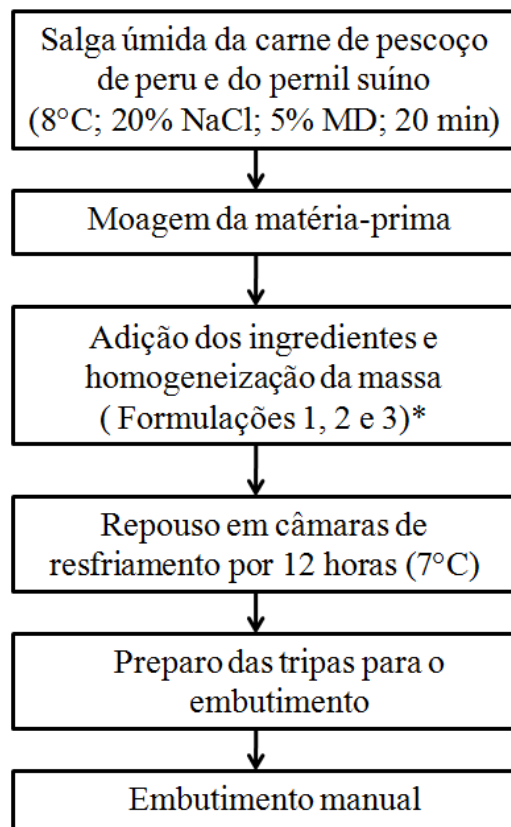 Salga úmida da carne de pescoço
de peru e do pernil suíno
(8°C; 20% NaCl; 5% MD; 20 min)
Moagem da matéria-prima
Adição dos ingredientes e
homogeneização da massa
( Formulações 1, 2 e 3)*
Repouso em câmaras de
resfriamento por 12 horas (7°C)
Preparo das tripas para o
embutimento
Embutimento manual